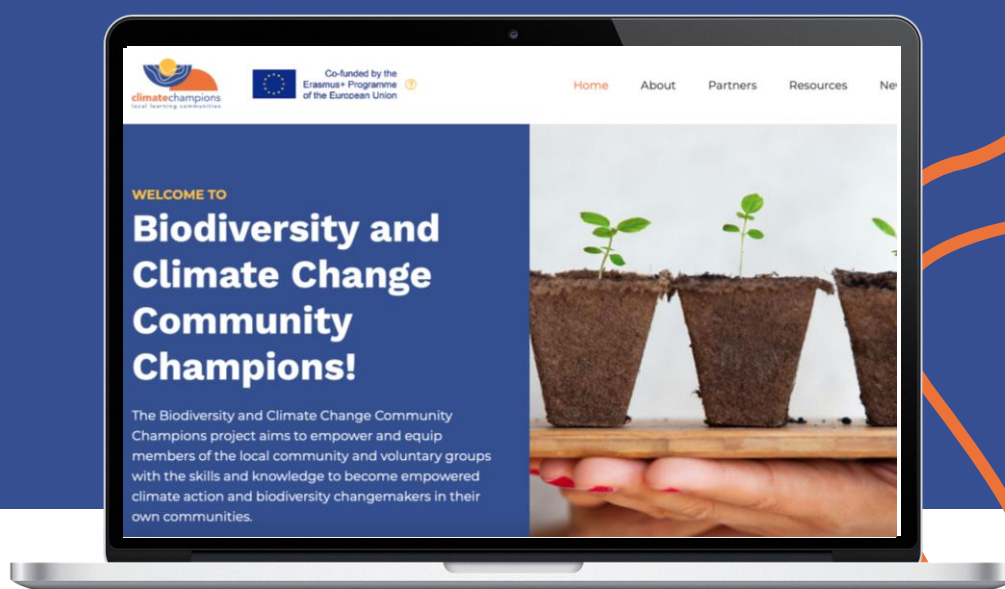 climatechampions
local learning communities
Co-funded by the
Erasmus+ Programme
of the European Union
?
Home About Partners Resources
WELCOME TO
Biodiversity and
Climate Change
Community
Champions!
The Biodiversity and Climate Change Community
Champions project aims to empower and equip
members of the local community and voluntary groups
with the skills and knowledge to become empowered
climate action and biodiversity changemakers in their
own communities.